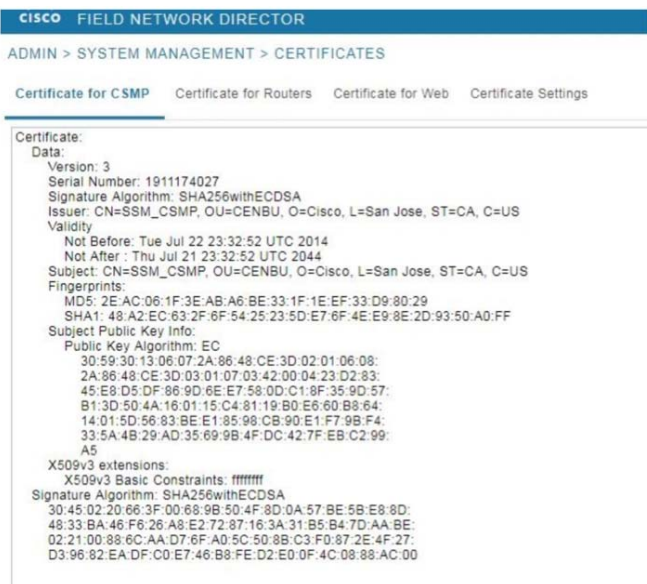 CISCO FIELD NETWORK DIRECTOR
ADMIN > SYSTEM MANAGEMENT > CERTIFICATES
Certificate for CSMP Certificate for Routers Certificate for Web Certificate Settings
Certificate:
Data:
Version: 3
Serial Number: 1911174027
Signature Algorithm: SHA256withECDSA
Issuer: CN=SSM_CSMP, OU=CENBU, O=Cisco, L=San Jose, ST=CA, C=US
Validity
Not Before: Tue Jul 22 23:32:52 UTC 2014
Not After : Thu Jul 21 23:32:52 UTC 2044
Subject: CN=SSM_CSMP, OU=CENBU, O=Cisco, L=San Jose, ST=CA, C=US
Fingerprints:
MD5: 2E:AC:06:1F:3E:AB:A6:BE:33:1F:1E:EF:33:D9:80:29
SHA1: 48:A2:EC:63:2F:6F:54:25:23:5D:E7:6F:4E:E9:8E:2D:93:50:A0:FF
Subject Public Key Info:
Public Key Algorithm: EC
30:59:30:13:06:07:2A:86:48:CE:3D:02:01:06:08:
2A:86:48:CE:3D:03:01:07:03:42:00:04:23:D2:83:
45:E8:D5:DF:86:9D:6E:E7:58:0D:C1:8F:35:9D:57:
B1:3D:50:4A:16:01:15:C4:81:19:B0:E6:60:B8:64:
14:01:5D:56:83:BE:E1:85:98:CB:90:E1:F7:9B:F4:
33:5A:4B:29:AD:35:69:9B:4F:DC:42:7F:EB:C2:99:
A5
X509v3 extensions:
X509v3 Basic Constraints: ffffffff
Signature Algorithm: SHA256withECDSA
30:45:02:20:66:3F:00:68:9B:50:4F:8D:0A:57:BE:5B:E8:8D:
48:33:BA:46:F6:26:A8:E2:72:87:16:3A:31:B5:B4:7D:AA:BE:
02:21:00:88:6C:AA:D7:6F:A0:5C:50:8B:C3:F0:87:2E:4F:27:
D3:96:82:EA:DF:C0:E7:46:B8:FE:D2:E0:0F:4C:08:88:AC:00